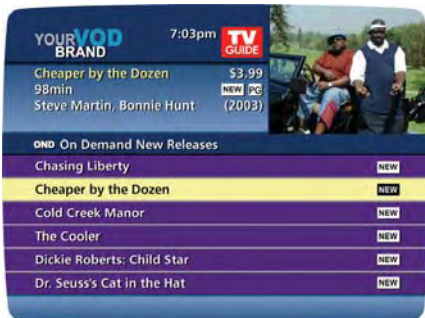 YOUR VOD
BRAND
7:03pm
TV
GUIDE
Cheaper by the Dozen $3.99
98min NEW PG
Steve Martin, Bonnie Hunt (2003)
OND On Demand New Releases
Chasing Liberty NEW
Cheaper by the Dozen NEW
Cold Creek Manor NEW
The Cooler NEW
Dickie Roberts: Child Star NEW
Dr. Seuss's Cat in the Hat NEW